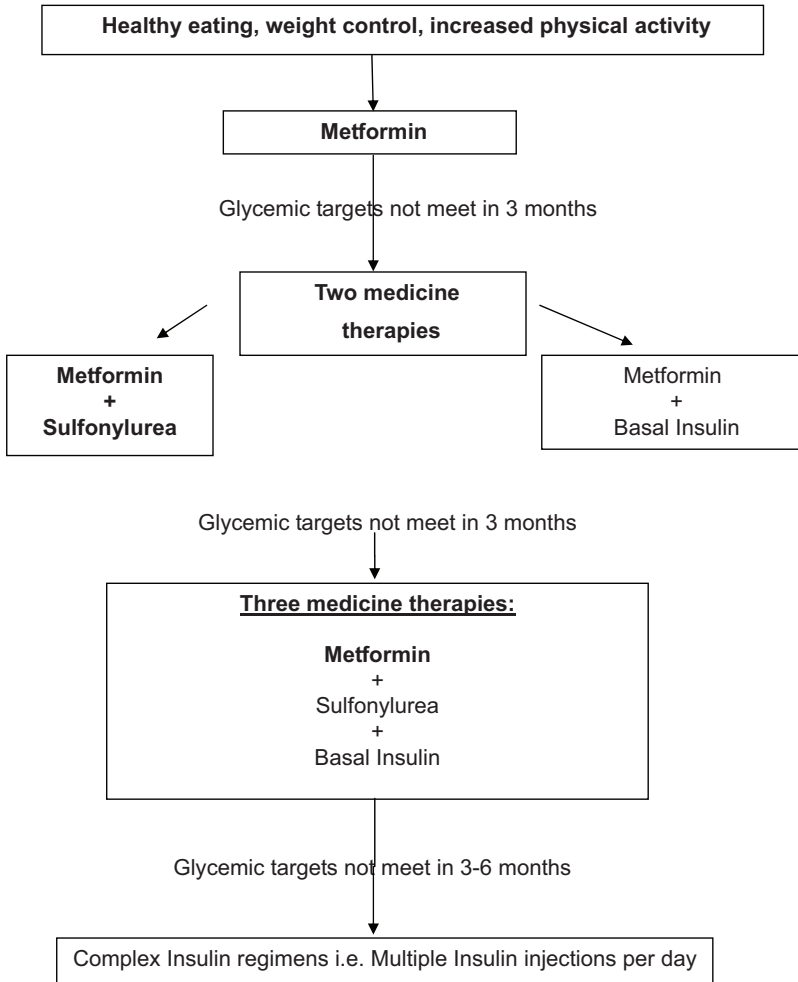 Healthy eating, weight control, increased physical activity
Metformin
Glycemic targets not meet in 3 months
Two medicine
therapies
Metformin
+
Sulfonylurea
Metformin
+
Basal Insulin
Glycemic targets not meet in 3 months
Three medicine therapies:
Metformin
+
Sulfonylurea
+
Basal Insulin
Glycemic targets not meet in 3-6 months
Complex Insulin regimens i.e. Multiple Insulin injections per day